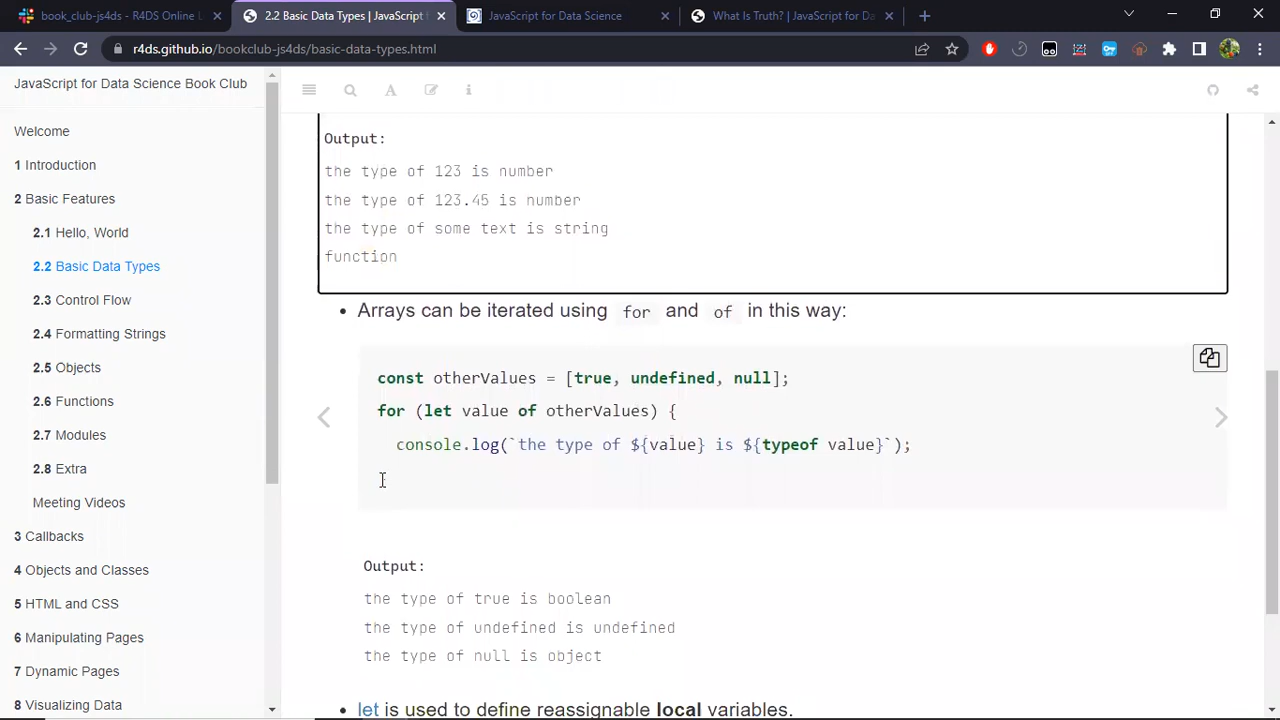 book_club-js4ds - R4DS Online L
2.2 Basic Data Types | JavaScript
JavaScript for Data Science
What Is Truth? | JavaScript for Da
r4ds.github.io/bookclub-js4ds/basic-data-types.html
JavaScript for Data Science Book Club
Welcome
1 Introduction
2 Basic Features
2.1 Hello, World
2.2 Basic Data Types
2.3 Control Flow
2.4 Formatting Strings
2.5 Objects
2.6 Functions
2.7 Modules
2.8 Extra
Meeting Videos
3 Callbacks
4 Objects and Classes
5 HTML and CSS
6 Manipulating Pages
7 Dynamic Pages
8 Visualizing Data
Output:
the type of 123 is number
the type of 123.45 is number
the type of some text is string
function
• Arrays can be iterated using for and of in this way:
const otherValues = [true, undefined, null];
for (let value of otherValues) {
console.log(`the type of ${value} is ${typeof value}`);
Output:
the type of true is boolean
the type of undefined is undefined
the type of null is object
• let is used to define reassignable local variables.